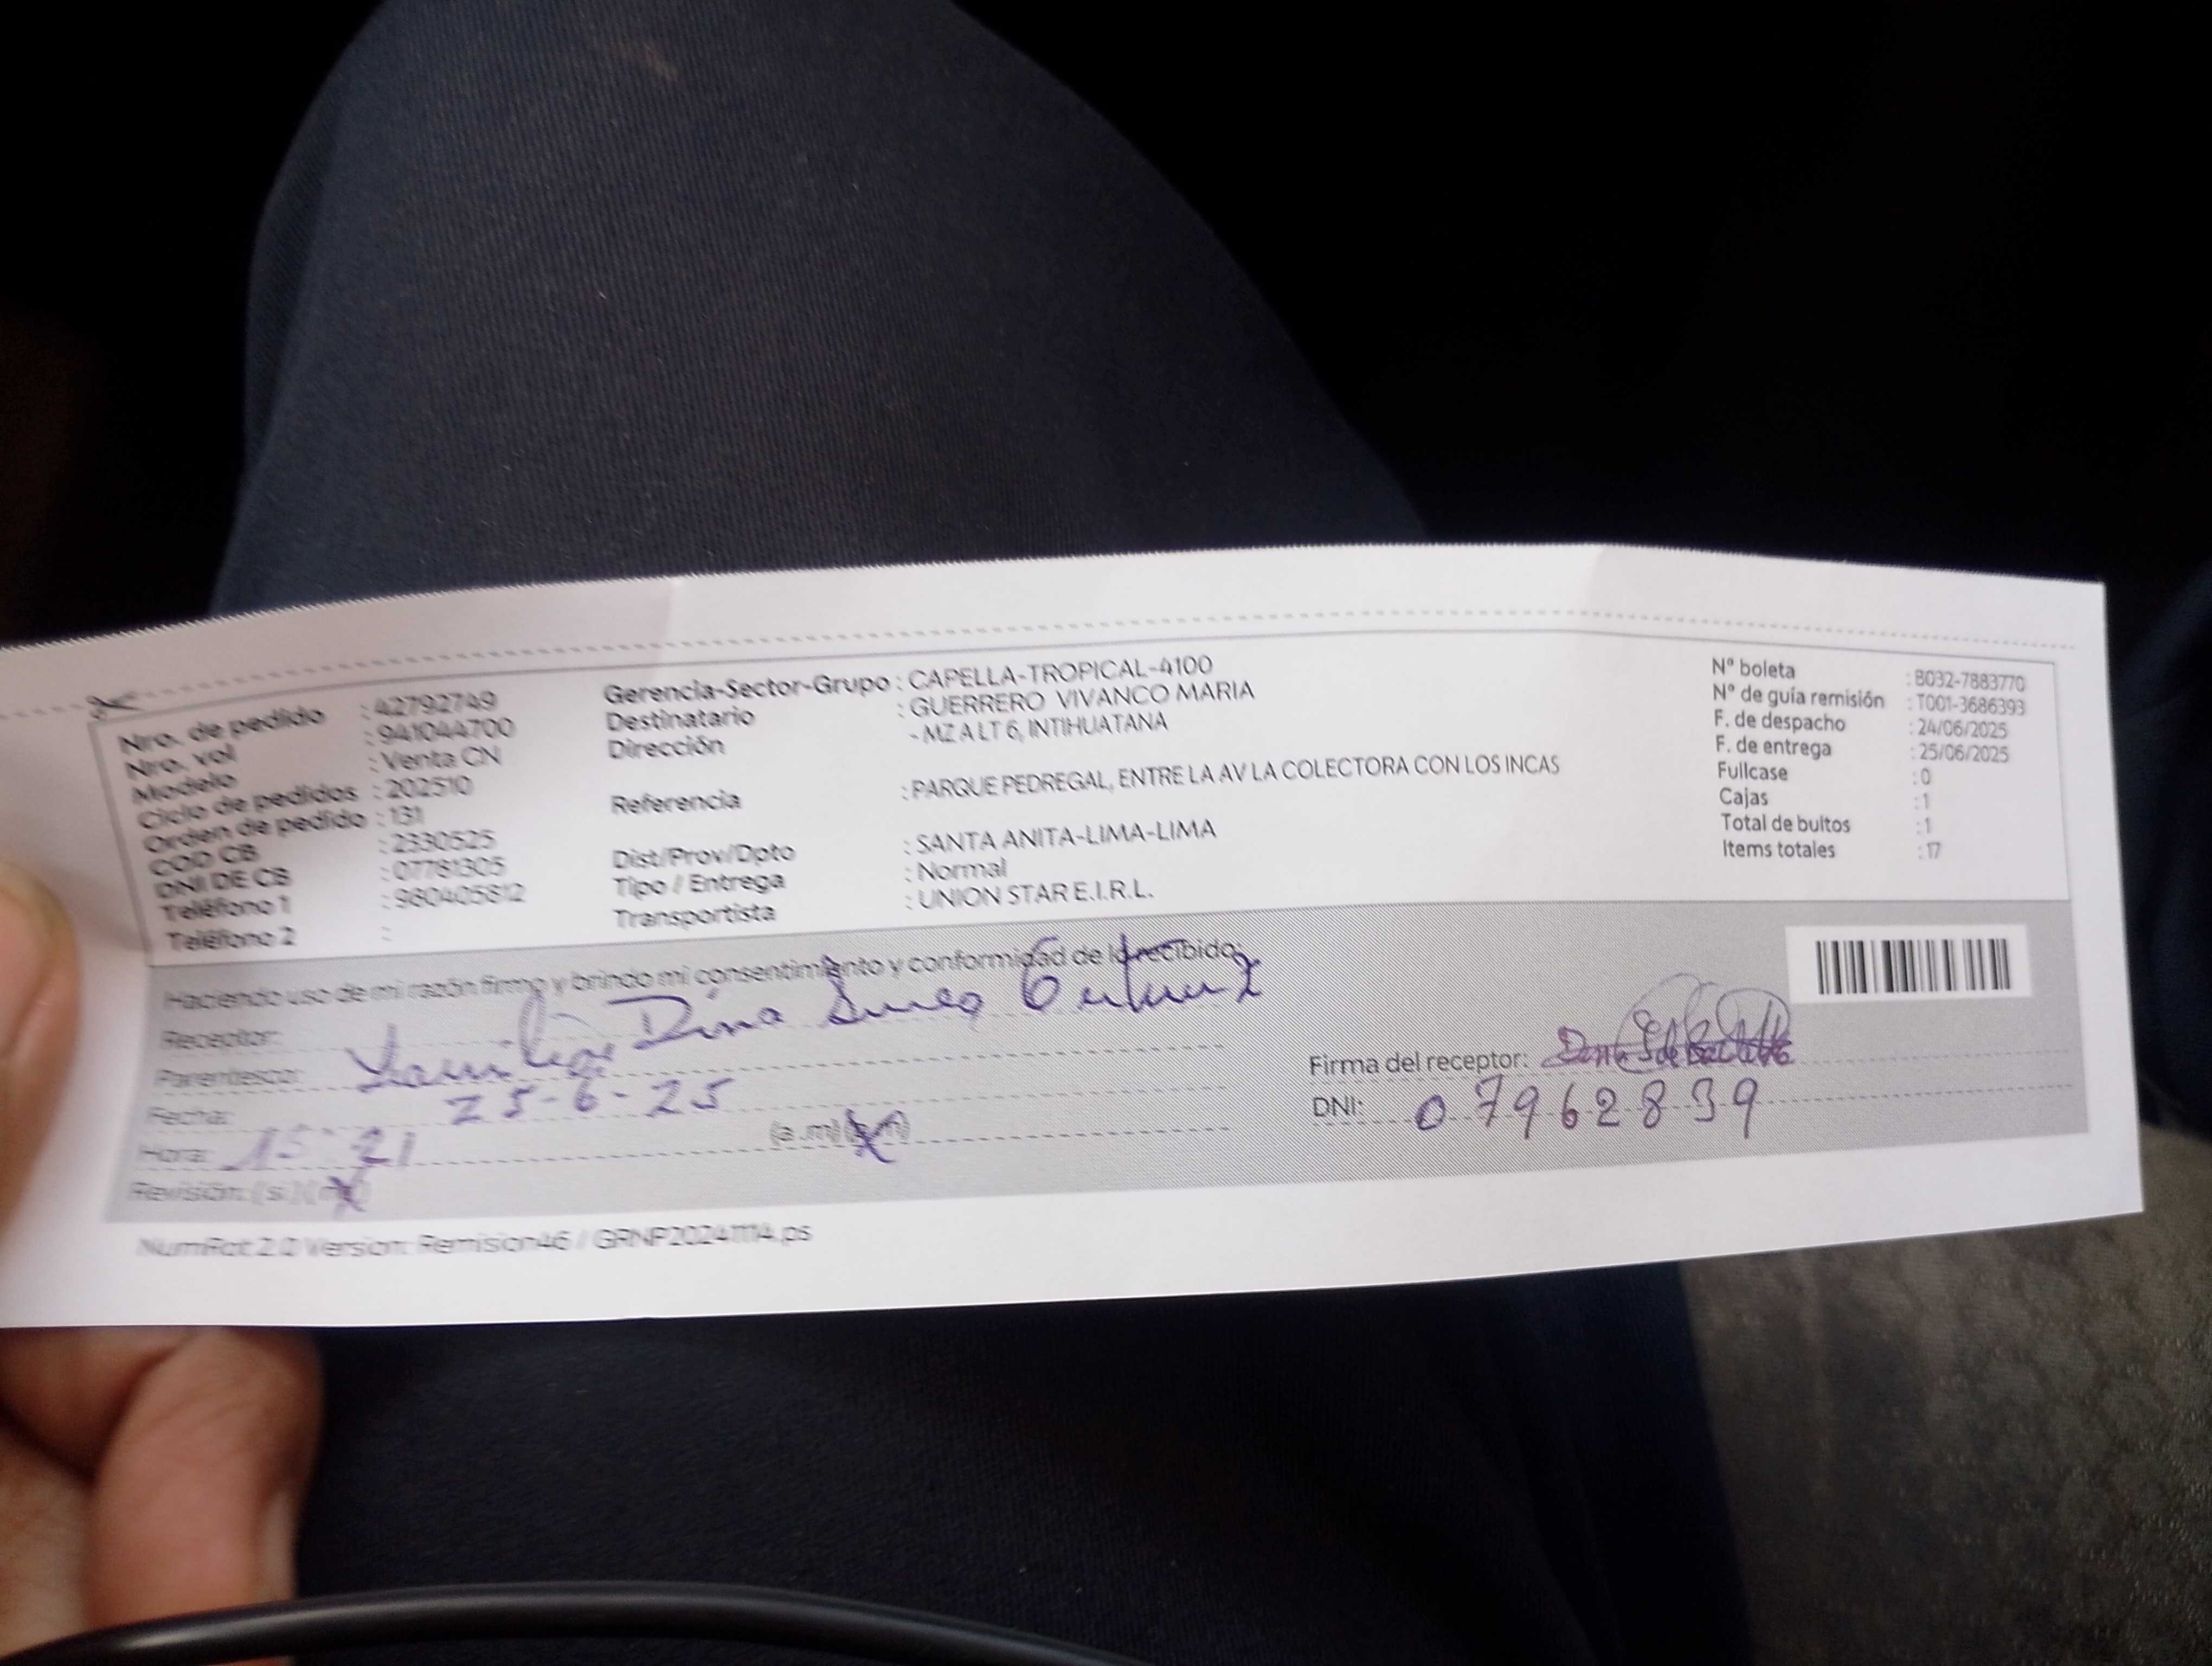 Nro. de pedido : 42792749
Nro. vol : 941044700
Modelo : Venta CN
Ciclo de pedidos : 202510
Orden de pedido : 131
COD CB : 2330525
DNI DE CB : 07781305
Teléfono 1 : 980405812
Teléfono 2 :
Gerencia-Sector-Grupo : CAPELLA-TROPICAL-4100
Destinatario : GUERRERO VIVANCO MARIA
Dirección - MZ A LT 6, INTIHUATANA
Referencia : PARQUE PEDREGAL, ENTRE LA AV LA COLECTORA CON LOS INCAS
Dist/Prov/Dpto : SANTA ANITA-LIMA-LIMA
Tipo / Entrega : Normal
Transportista : UNION STAR E.I.R.L.
Nº boleta : B032-7883770
Nº de guía remisión : T001-3686393
F. de despacho : 24/06/2025
F. de entrega : 25/06/2025
Fullcase : 0
Cajas : 1
Total de bultos : 1
Items totales : 17
Haciendo uso de mi razón firmo y brindo mi consentimiento y conformidad de lo recibido:
Receptor: Dina
Parentesco: Familiar
Fecha: 25-6-25
Hora: 15:21 (a.m) (p.m)
Revisión: (si) (no)
Firma del receptor:
DNI: 07962839
NumRot 2.0 Version: Remision46 / GRNP20241114.ps